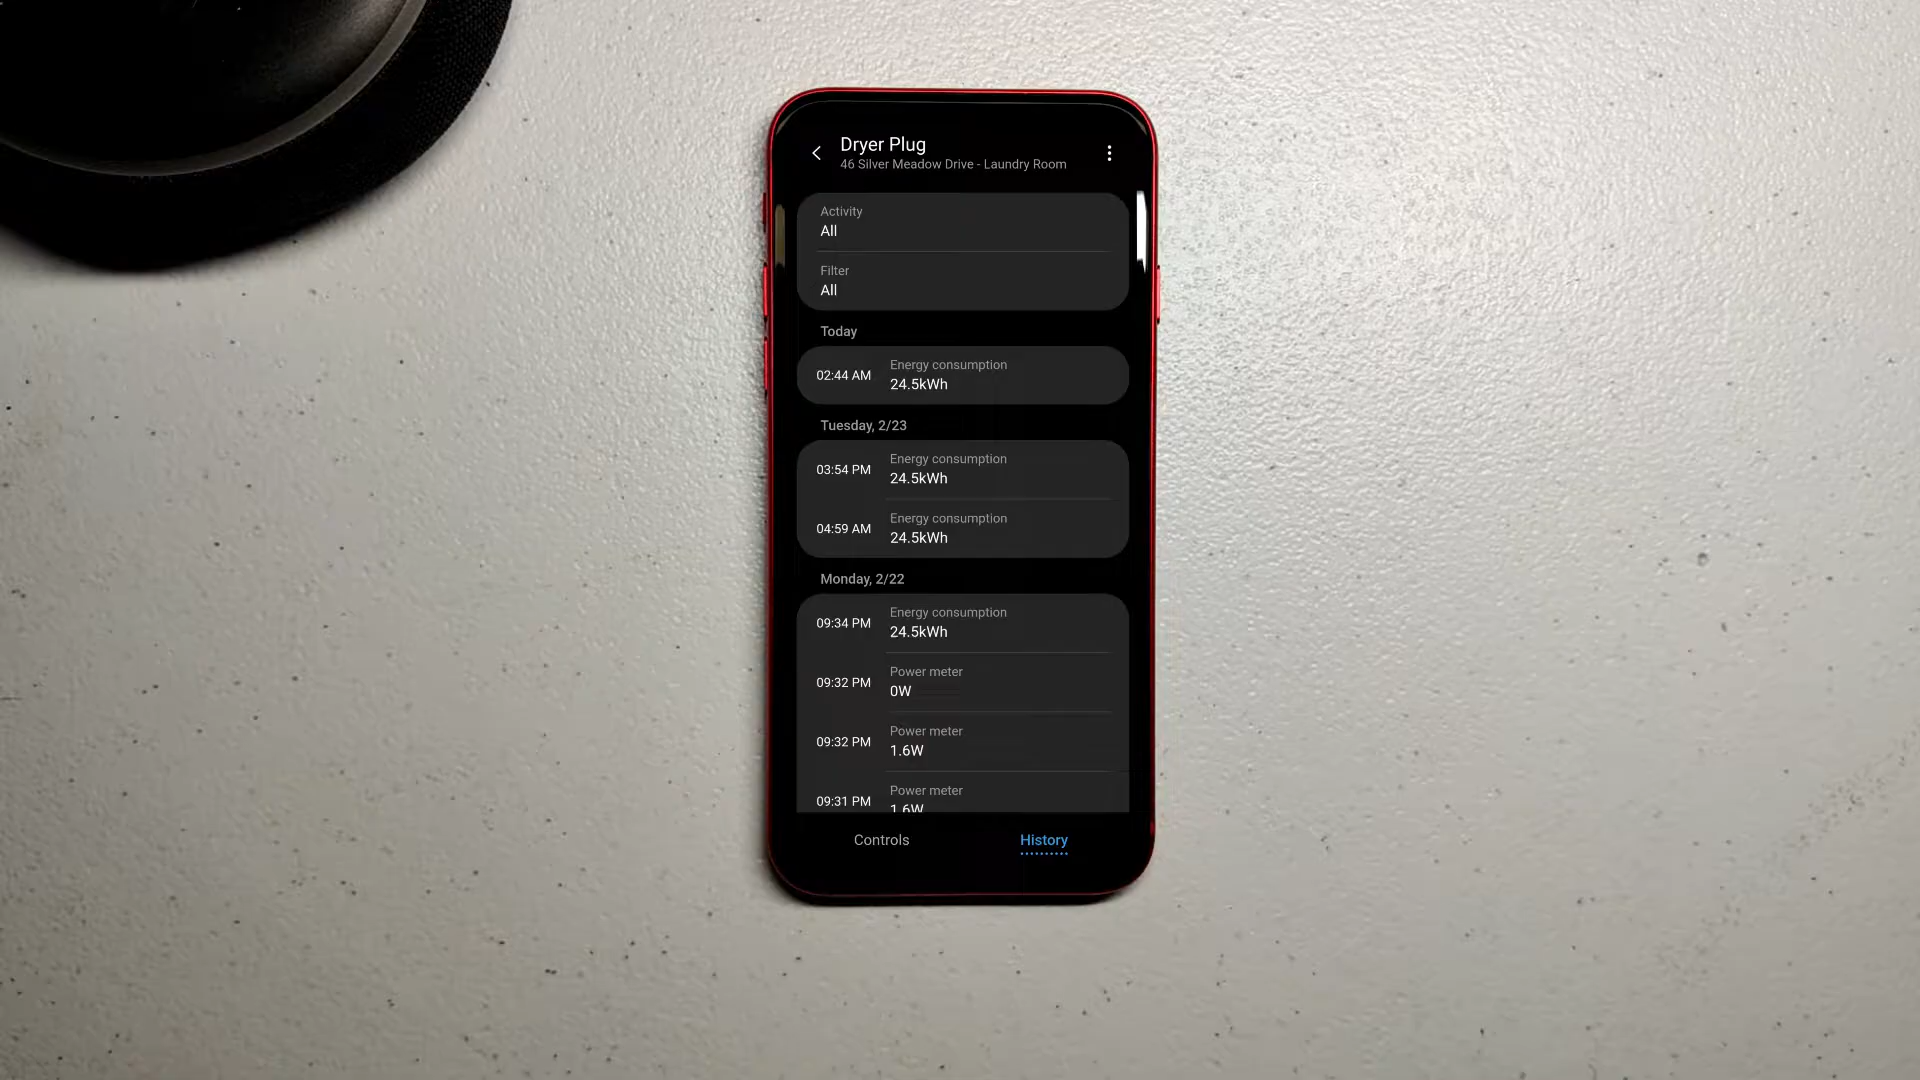 Dryer Plug
46 Silver Meadow Drive - Laundry Room
Activity
All
Filter
All
Today
02:44 AM
Energy consumption
24.5kWh
Tuesday, 2/23
03:54 PM
Energy consumption
24.5kWh
04:59 AM
Energy consumption
24.5kWh
Monday, 2/22
09:34 PM
Energy consumption
24.5kWh
09:32 PM
Power meter
0W
09:32 PM
Power meter
1.6W
09:31 PM
Power meter
1.6W
Controls
History